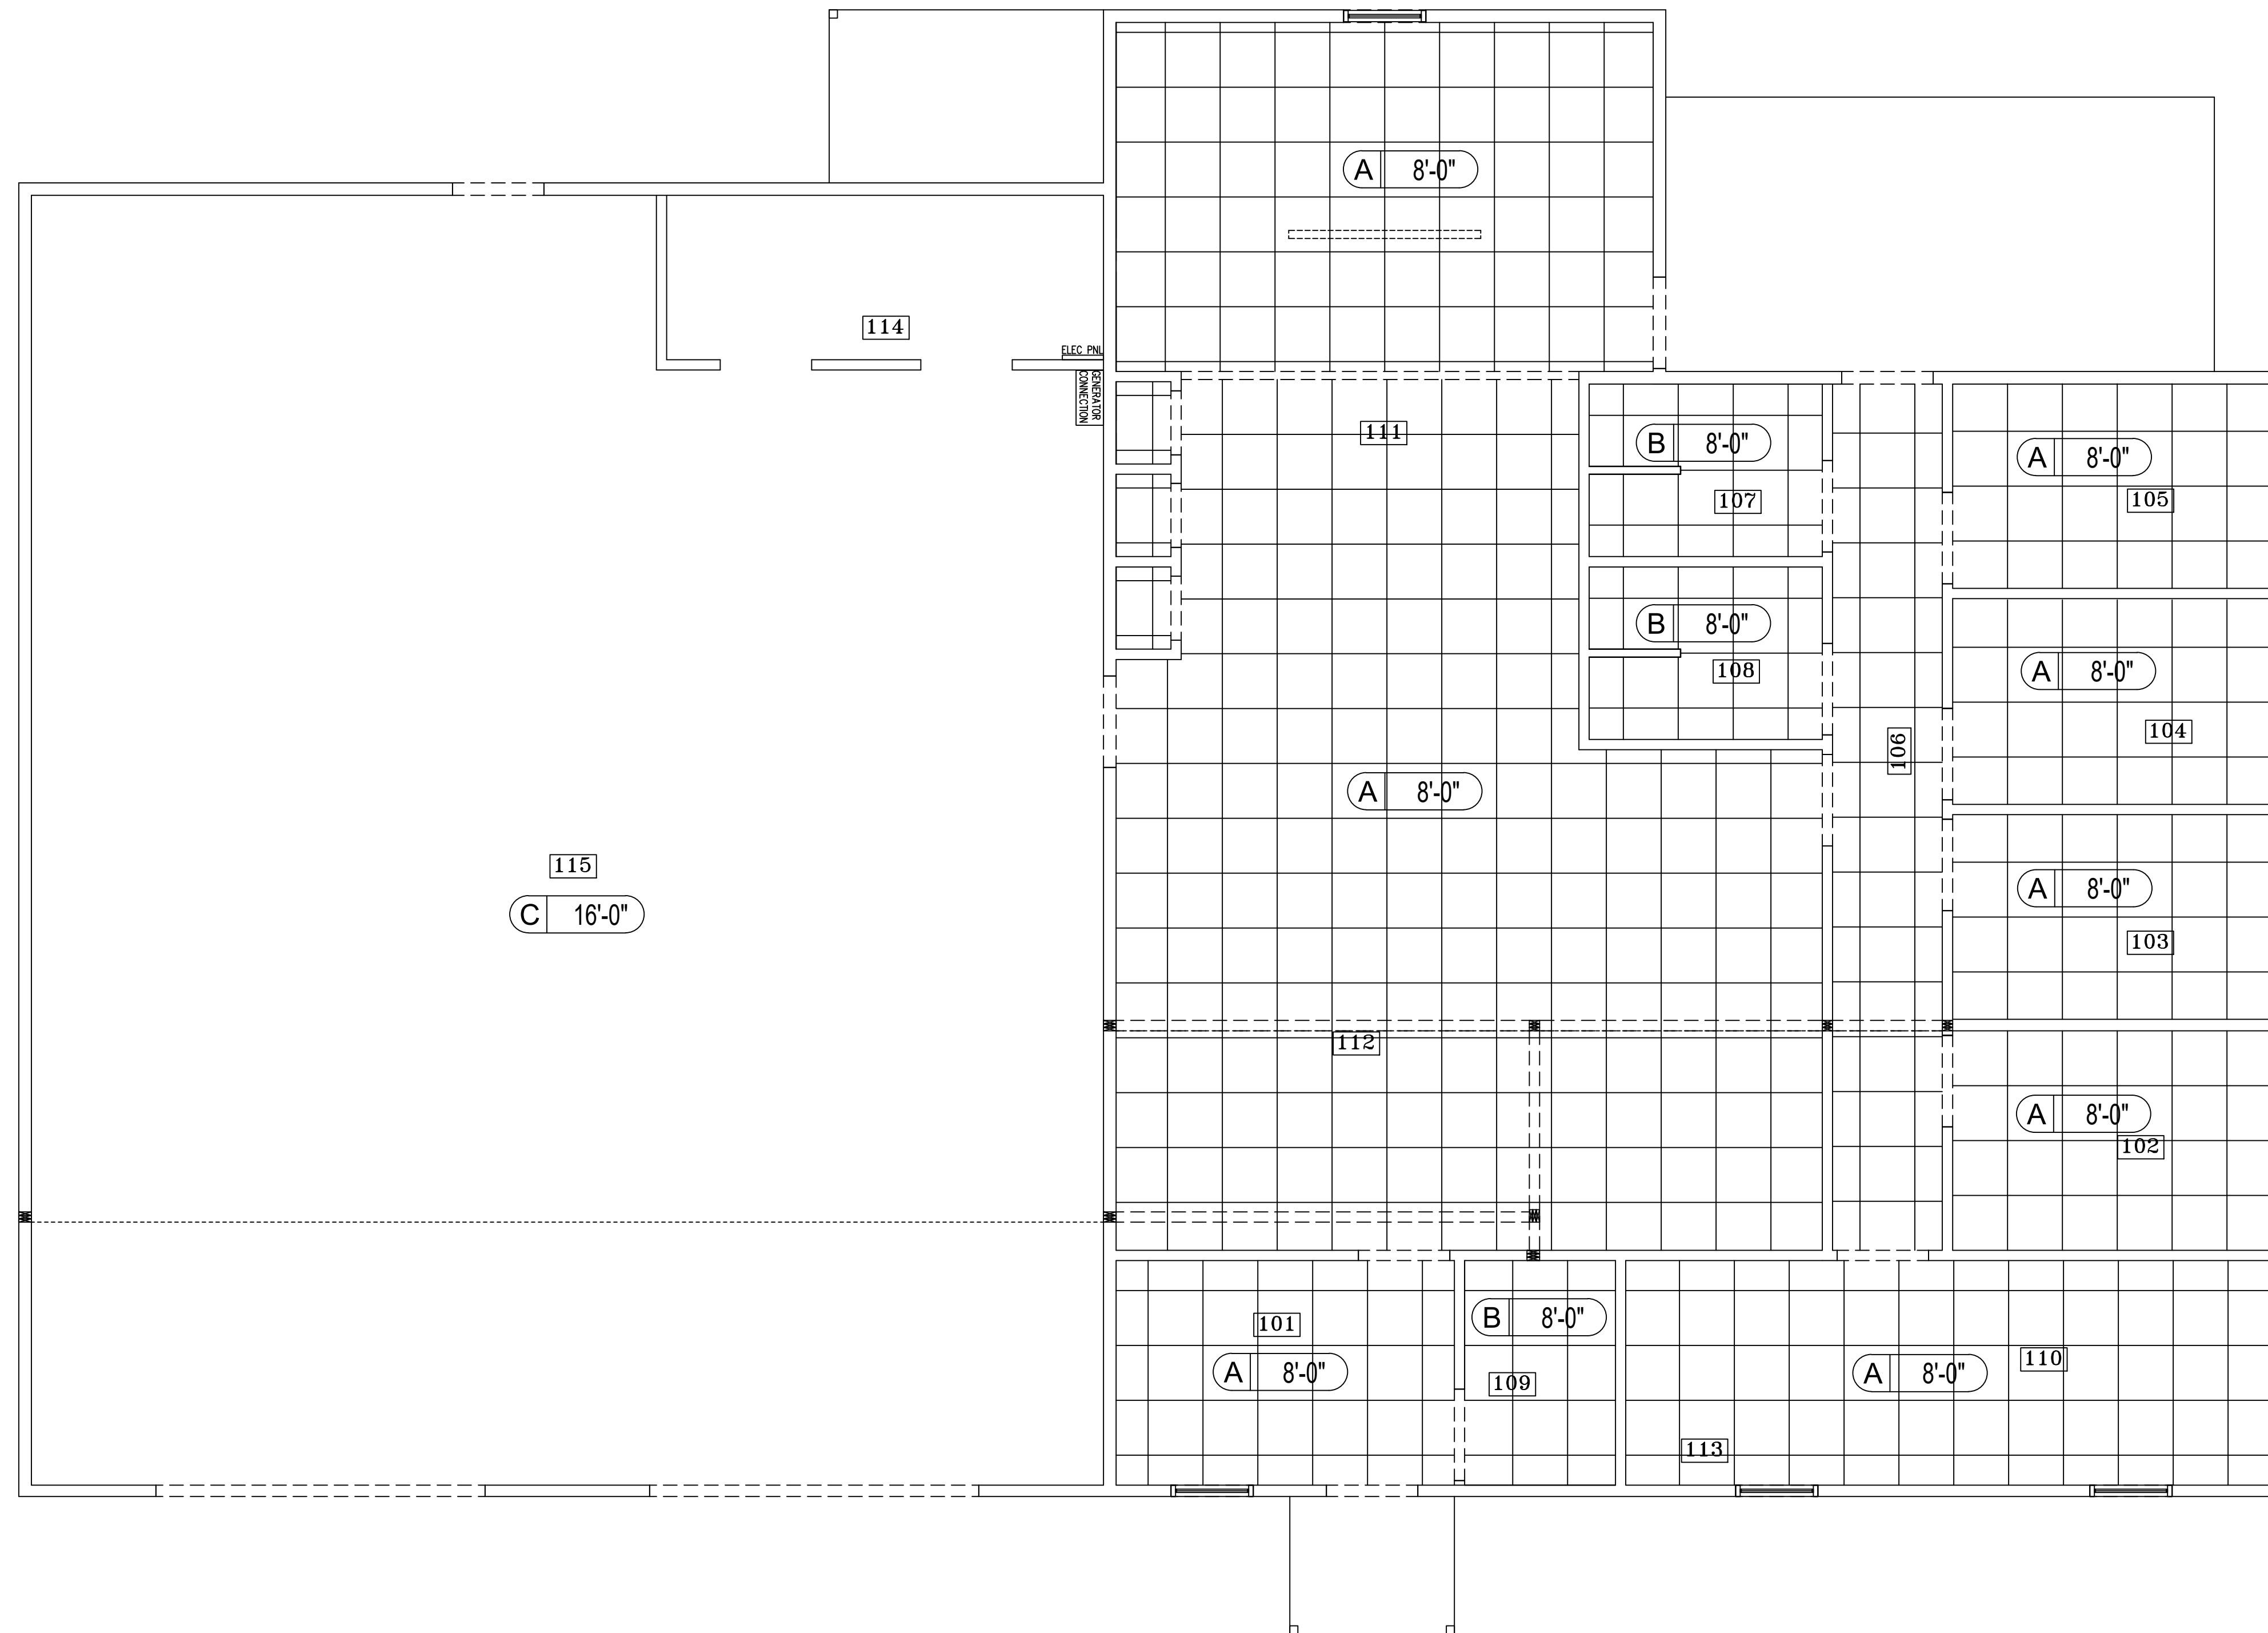 A 8'-0"
114
ELEC PNL
GENERATOR
CONNECTION
111
B 8'-0"
107
A 8'-0"
105
B 8'-0"
108
A 8'-0"
104
106
A 8'-0"
115
C 16'-0"
A 8'-0"
103
112
A 8'-0"
102
101
A 8'-0"
B 8'-0"
109
110
A 8'-0"
113